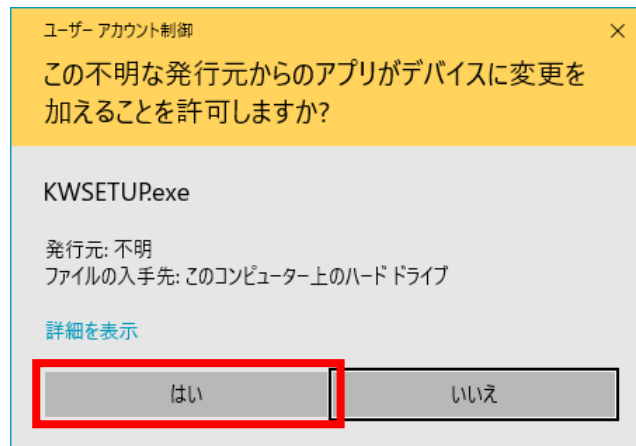 ユーザー アカウント制御
この不明な発行元からのアプリがデバイスに変更を
加えることを許可しますか?
KWSETUP.exe
発行元: 不明
ファイルの入手先: このコンピューター上のハード ドライブ
詳細を表示
はい
いいえ